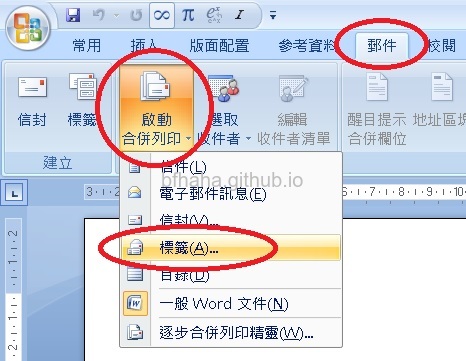 常用 插入 版面配置 參考資料 郵件 校閱
信封 標籤 啟動 合併列印 選取 收件者 編輯 收件者清單 醒目提示 合併欄位 地址區塊
建立
信件(L)
bfhana.github.io
電子郵件訊息(E)
信封(V)...
標籤(A)...
目錄(D)
一般 Word 文件(N)
逐步合併列印精靈(W)...